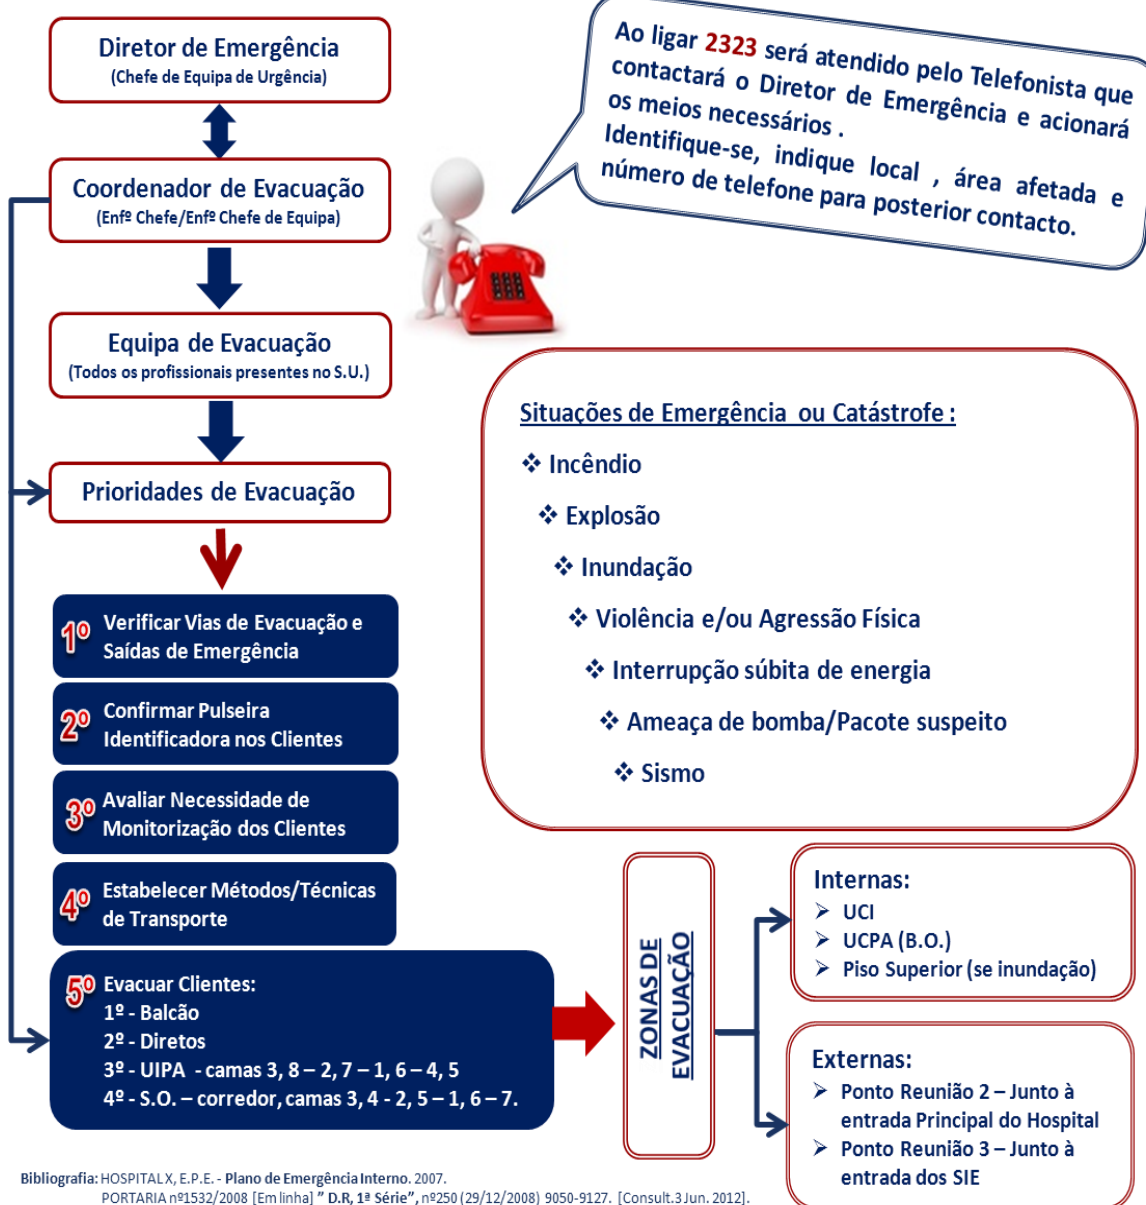 Diretor de Emergência
(Chefe de Equipa de Urgência)
Coordenador de Evacuação
(Enfº Chefe/Enfº Chefe de Equipa)
Equipa de Evacuação
(Todos os profissionais presentes no S.U.)
Prioridades de Evacuação
1º Verificar Vias de Evacuação e
Saídas de Emergência
2º Confirmar Pulseira
Identificadora nos Clientes
3º Avaliar Necessidade de
Monitorização dos Clientes
4º Estabelecer Métodos/Técnicas
de Transporte
5º Evacuar Clientes:
1º - Balcão
2º - Diretos
3º - UIPA - camas 3, 8 – 2, 7 – 1, 6 – 4, 5
4º - S.O. – corredor, camas 3, 4 - 2, 5 – 1, 6 – 7.
Ao ligar 2323 será atendido pelo Telefonista que
contactará o Diretor de Emergência e acionará
os meios necessários .
Identifique-se, indique local , área afetada e
número de telefone para posterior contacto.
Situações de Emergência ou Catástrofe :
❖ Incêndio
❖ Explosão
❖ Inundação
❖ Violência e/ou Agressão Física
❖ Interrupção súbita de energia
❖ Ameaça de bomba/Pacote suspeito
❖ Sismo
ZONAS DE
EVACUAÇÃO
Internas:
➢ UCI
➢ UCPA (B.O.)
➢ Piso Superior (se inundação)
Externas:
➢ Ponto Reunião 2 – Junto à
entrada Principal do Hospital
➢ Ponto Reunião 3 – Junto à
entrada dos SIE
Bibliografia: HOSPITAL X, E.P.E. - Plano de Emergência Interno. 2007.
PORTARIA nº1532/2008 [Em linha] ” D.R, 1ª Série”, nº250 (29/12/2008) 9050-9127. [Consult.3 Jun. 2012].